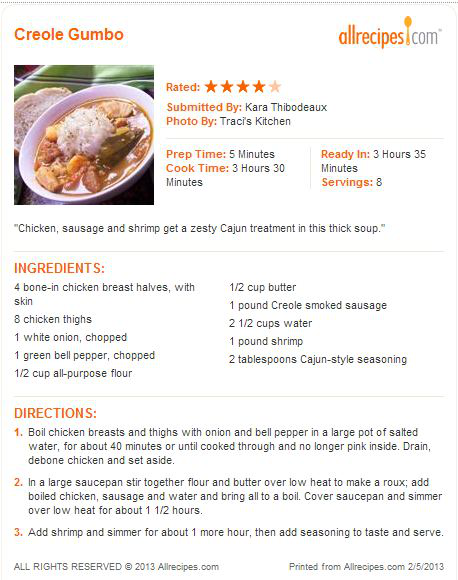 Creole Gumbo
allrecipes.com™
Rated:
Submitted By: Kara Thibodeaux
Photo By: Traci's Kitchen
Prep Time: 5 Minutes
Cook Time: 3 Hours 30
Minutes
Ready In: 3 Hours 35
Minutes
Servings: 8
"Chicken, sausage and shrimp get a zesty Cajun treatment in this thick soup."
INGREDIENTS:
4 bone-in chicken breast halves, with
skin
8 chicken thighs
1 white onion, chopped
1 green bell pepper, chopped
1/2 cup all-purpose flour
1/2 cup butter
1 pound Creole smoked sausage
2 1/2 cups water
1 pound shrimp
2 tablespoons Cajun-style seasoning
DIRECTIONS:
1. Boil chicken breasts and thighs with onion and bell pepper in a large pot of salted
water, for about 40 minutes or until cooked through and no longer pink inside. Drain,
debone chicken and set aside.
2. In a large saucepan stir together flour and butter over low heat to make a roux; add
boiled chicken, sausage and water and bring all to a boil. Cover saucepan and simmer
over low heat for about 1 1/2 hours.
3. Add shrimp and simmer for about 1 more hour, then add seasoning to taste and serve.
ALL RIGHTS RESERVED © 2013 Allrecipes.com
Printed from Allrecipes.com 2/5/2013